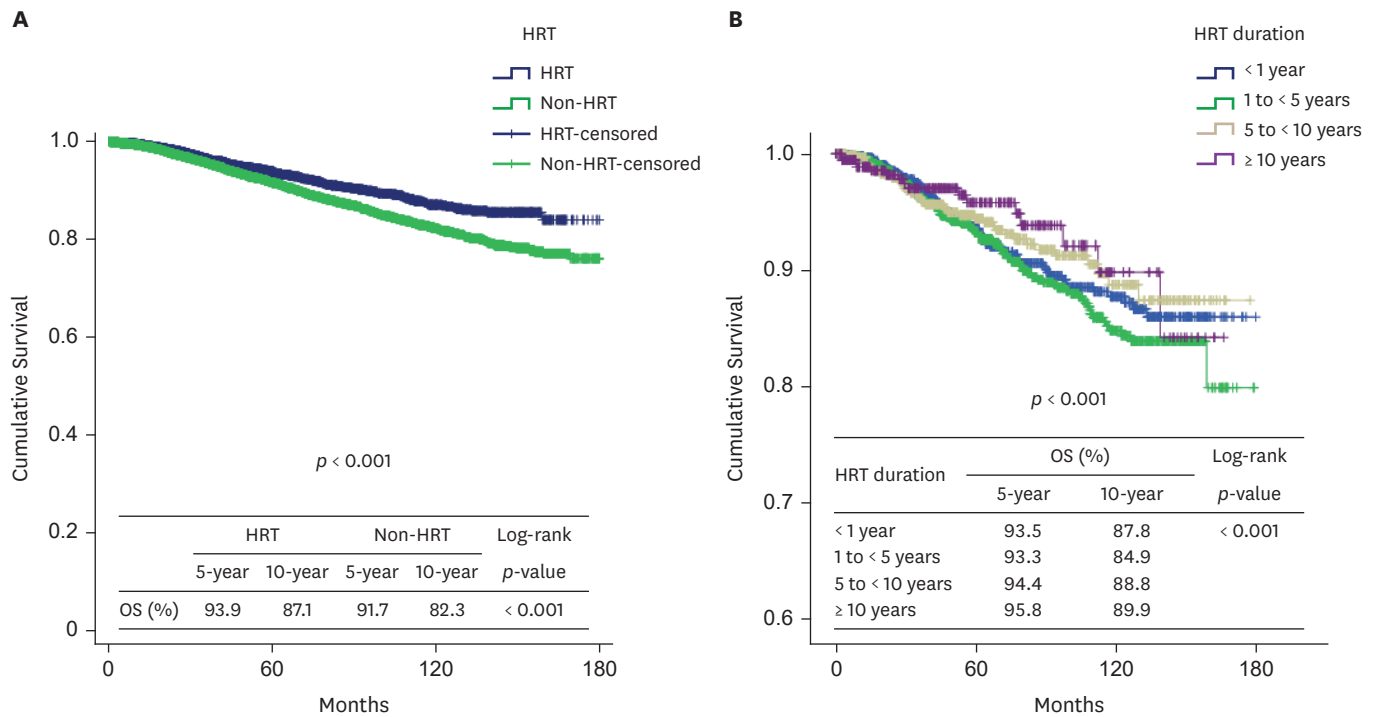 A
HRT
HRT
Non-HRT
HRT-censored
Non-HRT-censored
1.0
0.8
0.6
0.4
0.2
0
Cumulative Survival
p < 0.001
HRT Non-HRT Log-rank
5-year 10-year 5-year 10-year p-value
OS (%) 93.9 87.1 91.7 82.3 < 0.001
0 60 120 180
Months
B
HRT duration
< 1 year
1 to < 5 years
5 to < 10 years
≥ 10 years
1.0
0.9
0.8
0.7
0.6
Cumulative Survival
p < 0.001
HRT duration OS (%) Log-rank
5-year 10-year p-value
< 1 year 93.5 87.8 < 0.001
1 to < 5 years 93.3 84.9
5 to < 10 years 94.4 88.8
≥ 10 years 95.8 89.9
0 60 120 180
Months